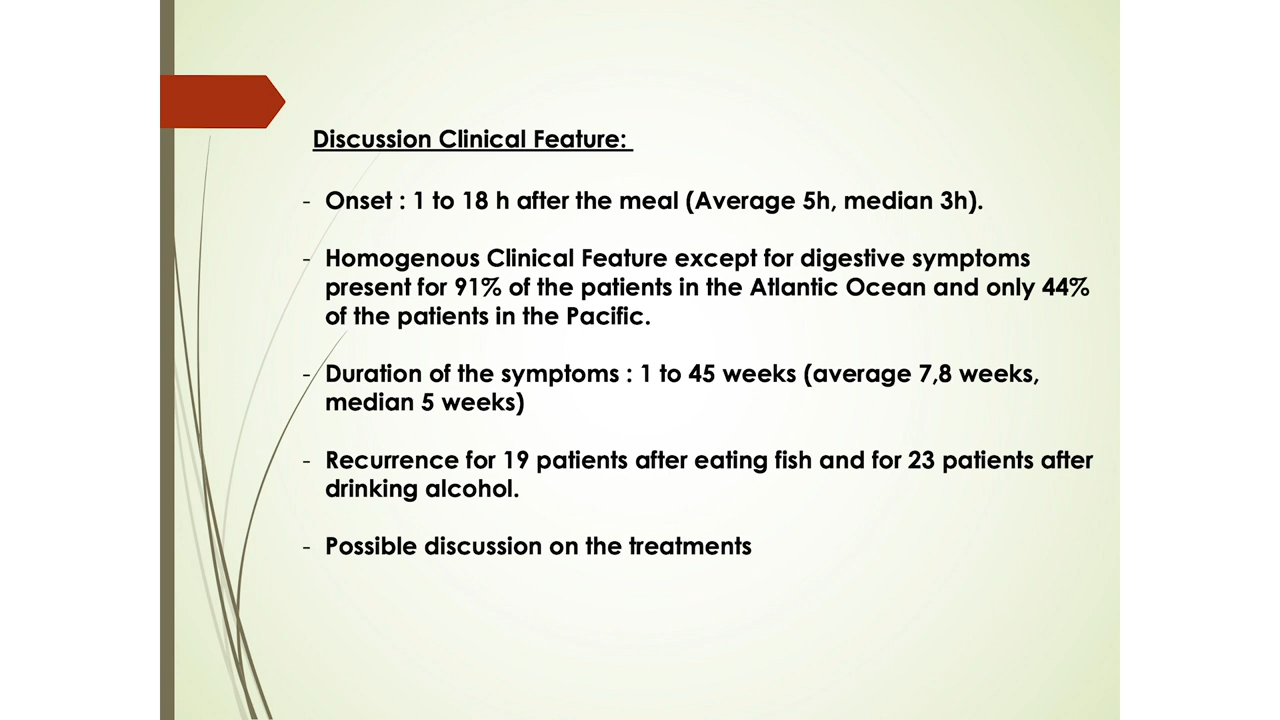 Discussion Clinical Feature:
- Onset : 1 to 18 h after the meal (Average 5h, median 3h).
- Homogenous Clinical Feature except for digestive symptoms
present for 91% of the patients in the Atlantic Ocean and only 44%
of the patients in the Pacific.
- Duration of the symptoms : 1 to 45 weeks (average 7,8 weeks,
median 5 weeks)
- Recurrence for 19 patients after eating fish and for 23 patients after
drinking alcohol.
- Possible discussion on the treatments